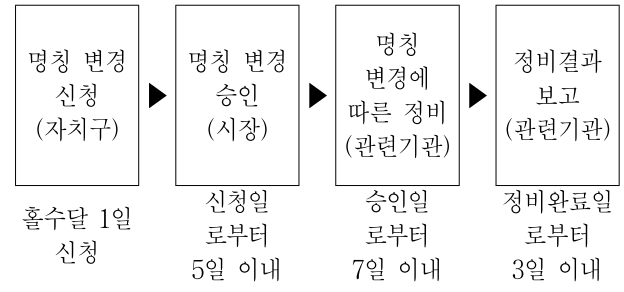 명칭 변경
신청
(자치구)
명칭 변경
승인
(시장)
명칭
변경에
따른 정비
(관련기관)
정비결과
보고
(관련기관)
홀수달 1일
신청
신청일
로부터
5일 이내
승인일
로부터
7일 이내
정비완료일
로부터
3일 이내